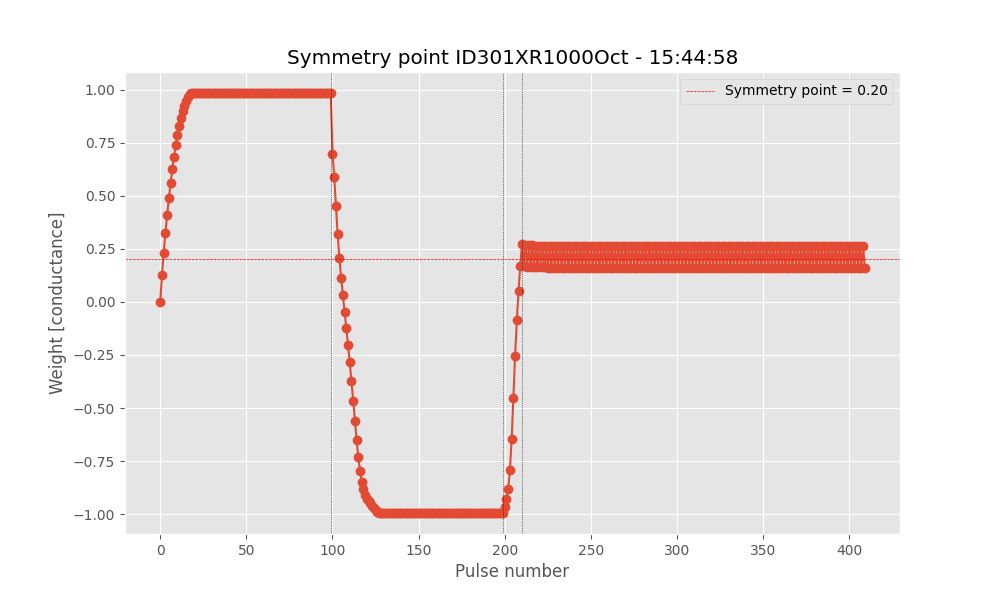 Symmetry point ID301XR1000Oct - 15:44:58
Symmetry point = 0.20
Weight [conductance]
1.00
0.75
0.50
0.25
0.00
−0.25
−0.50
−0.75
−1.00
0 50 100 150 200 250 300 350 400
Pulse number